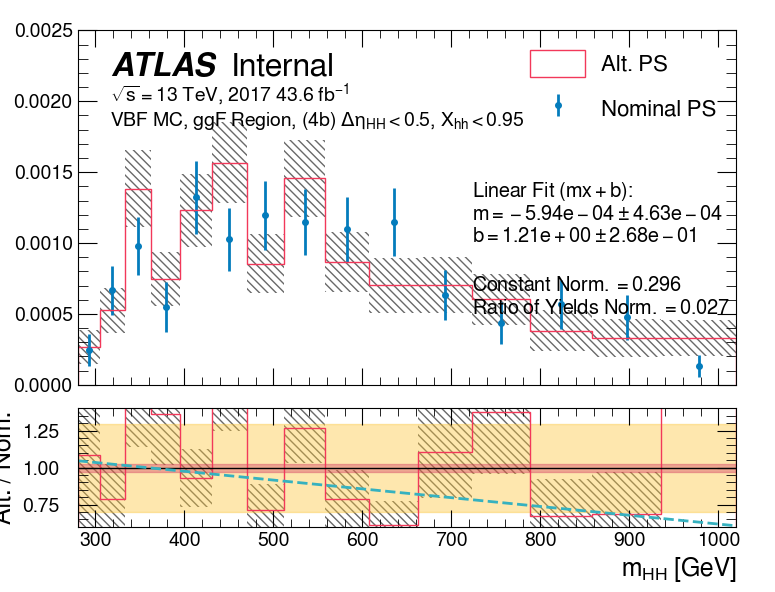 0.0025
0.0020
0.0015
0.0010
0.0005
0.0000
ATLAS Internal
√s = 13 TeV, 2017 43.6 fb⁻¹
VBF MC, ggF Region, (4b) Δη_HH < 0.5, X_hh < 0.95
Alt. PS
Nominal PS
Linear Fit (mx + b):
m = − 5.94e − 04 ± 4.63e − 04
b = 1.21e + 00 ± 2.68e − 01
Constant Norm. = 0.296
Ratio of Yields Norm. = 0.027
Alt. / Nom.
1.25
1.00
0.75
300 400 500 600 700 800 900 1000
m_HH [GeV]